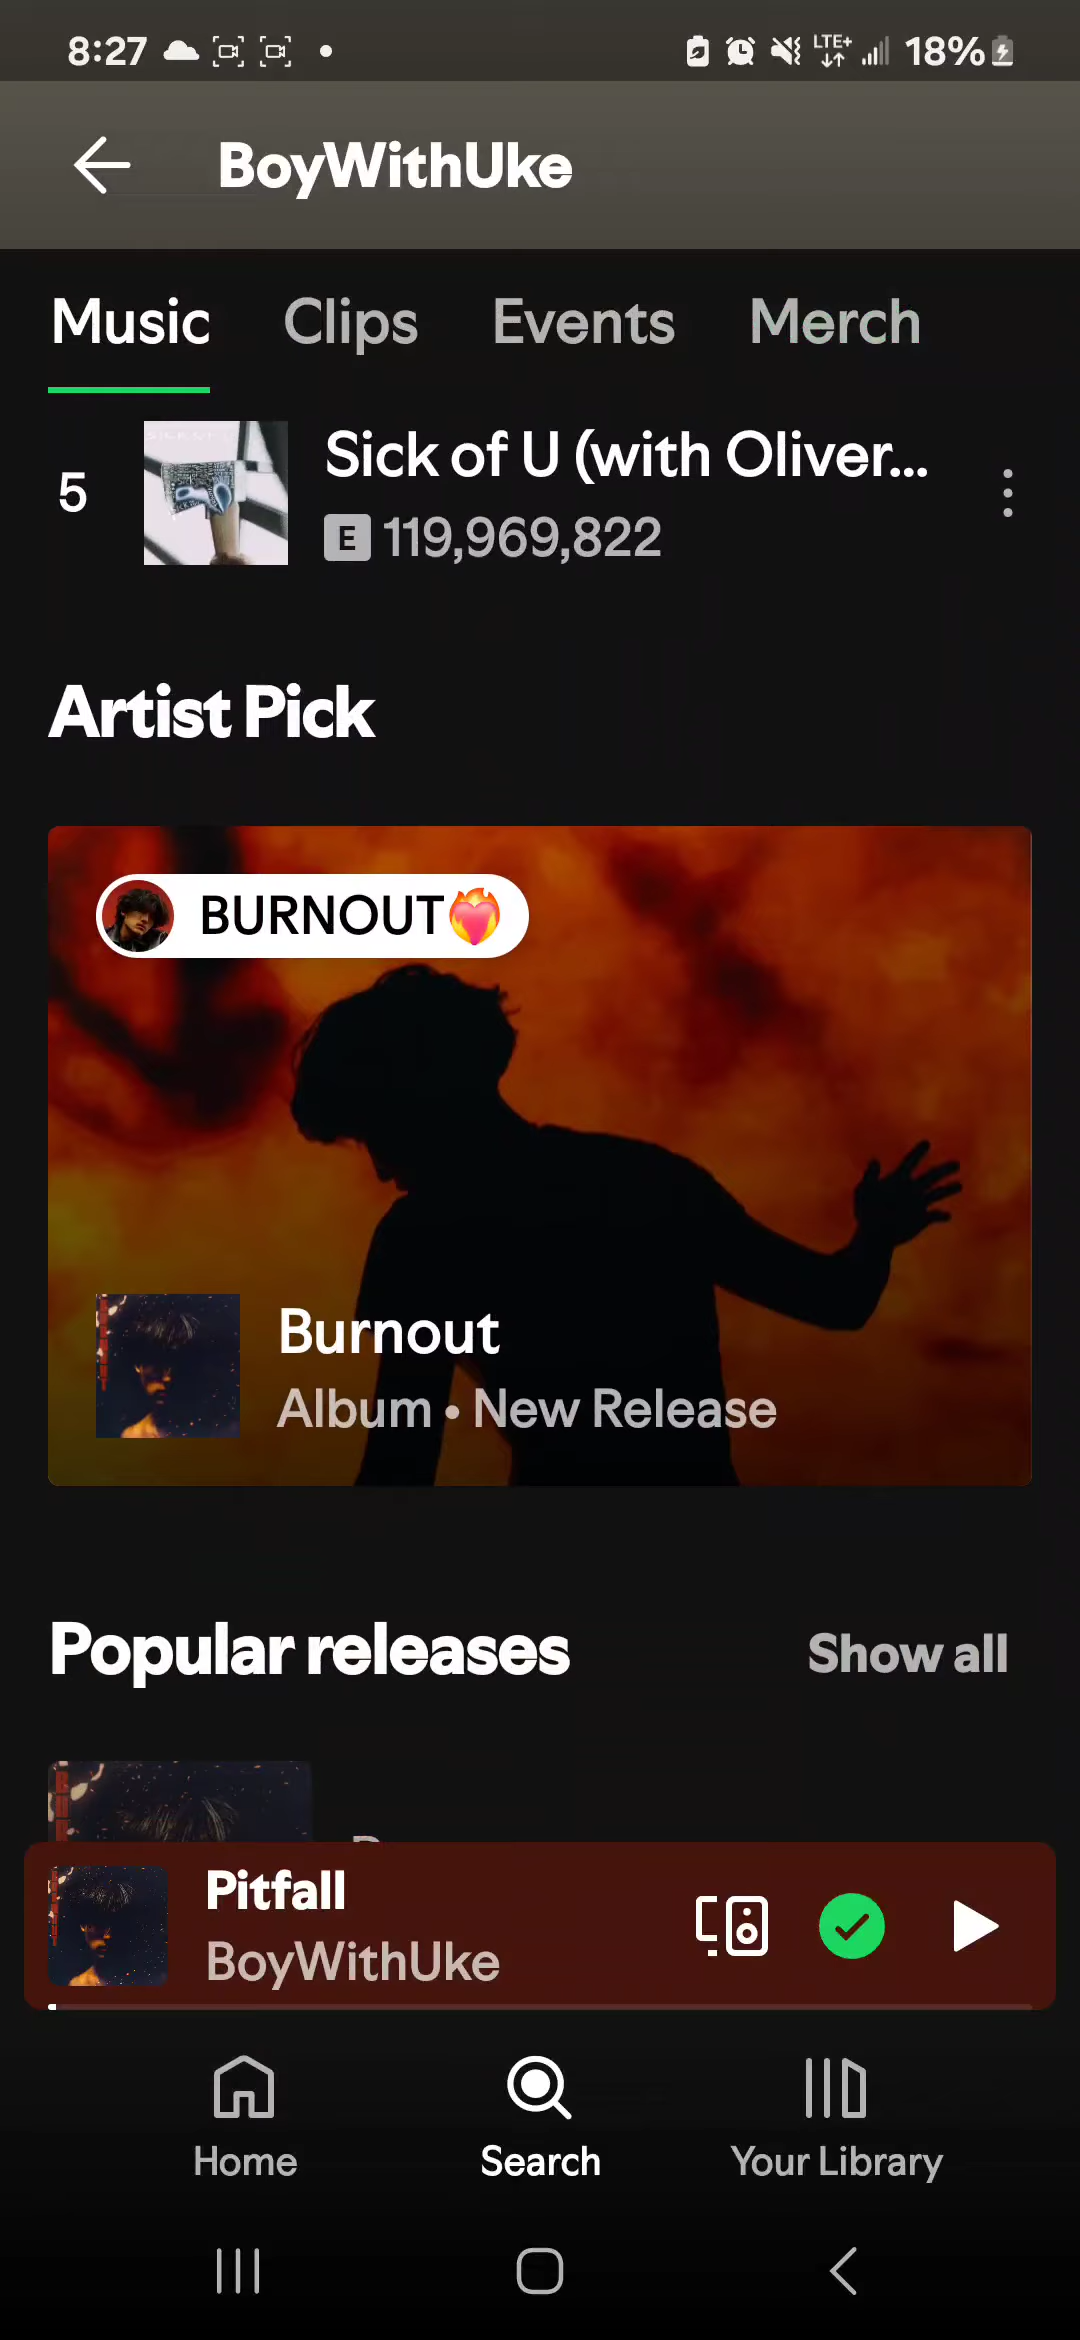 8:27 LTE+ 18%
BoyWithUke
Music Clips Events Merch
5
Sick of U (with Oliver...
E 119,969,822
Artist Pick
BURNOUT❤️‍🔥
Burnout
Album • New Release
Popular releases Show all
Pitfall
BoyWithUke
Home Search Your Library